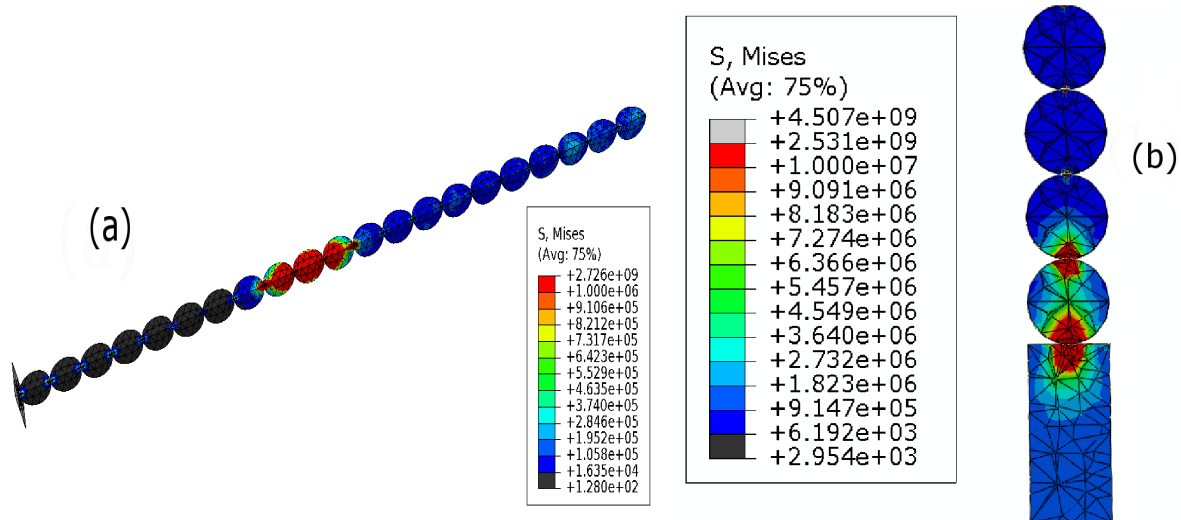 (a)
S, Mises
(Avg: 75%)
+2.726e+09
+1.000e+06
+9.106e+05
+8.212e+05
+7.317e+05
+6.423e+05
+5.529e+05
+4.635e+05
+3.740e+05
+2.846e+05
+1.952e+05
+1.058e+05
+1.635e+04
+1.280e+02
S, Mises
(Avg: 75%)
+4.507e+09
+2.531e+09
+1.000e+07
+9.091e+06
+8.183e+06
+7.274e+06
+6.366e+06
+5.457e+06
+4.549e+06
+3.640e+06
+2.732e+06
+1.823e+06
+9.147e+05
+6.192e+03
+2.954e+03
(b)